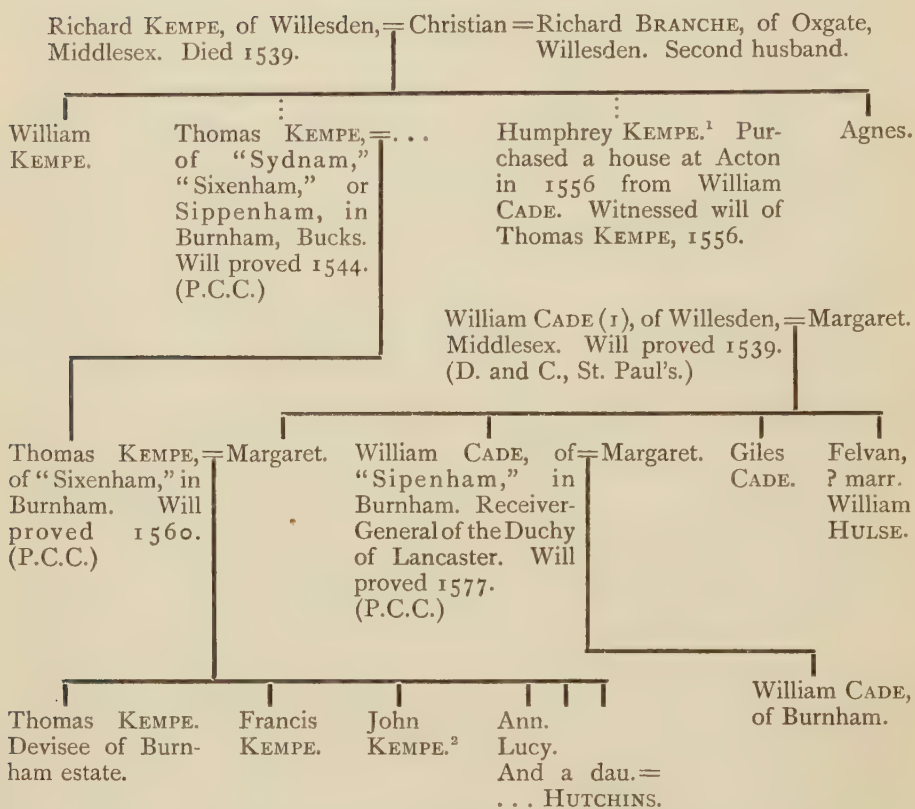 Richard KEMPE, of Willesden,=Christian=Richard BRANCHE, of Oxgate,
Middlesex. Died 1539. Willesden. Second husband.
William
KEMPE.
Thomas KEMPE,=...
of "Sydnam,"
"Sixenham," or
Sippenham, in
Burnham, Bucks.
Will proved 1544.
(P.C.C.)
Humphrey KEMPE.¹ Pur-
chased a house at Acton
in 1556 from William
CADE. Witnessed will of
Thomas KEMPE, 1556.
Agnes.
William CADE (1), of Willesden,=Margaret.
Middlesex. Will proved 1539.
(D. and C., St. Paul's.)
Thomas KEMPE,=Margaret.
of "Sixenham," in
Burnham. Will
proved 1560.
(P.C.C.)
William CADE, of=Margaret.
"Sipenham," in
Burnham. Receiver-
General of the Duchy
of Lancaster. Will
proved 1577.
(P.C.C.)
Giles
CADE.
Felvan,
? marr.
William
HULSE.
Thomas KEMPE.
Devisee of Burn-
ham estate.
Francis
KEMPE.
John
KEMPE.²
Ann.
Lucy.
And a dau.=
... HUTCHINS.
William CADE,
of Burnham.